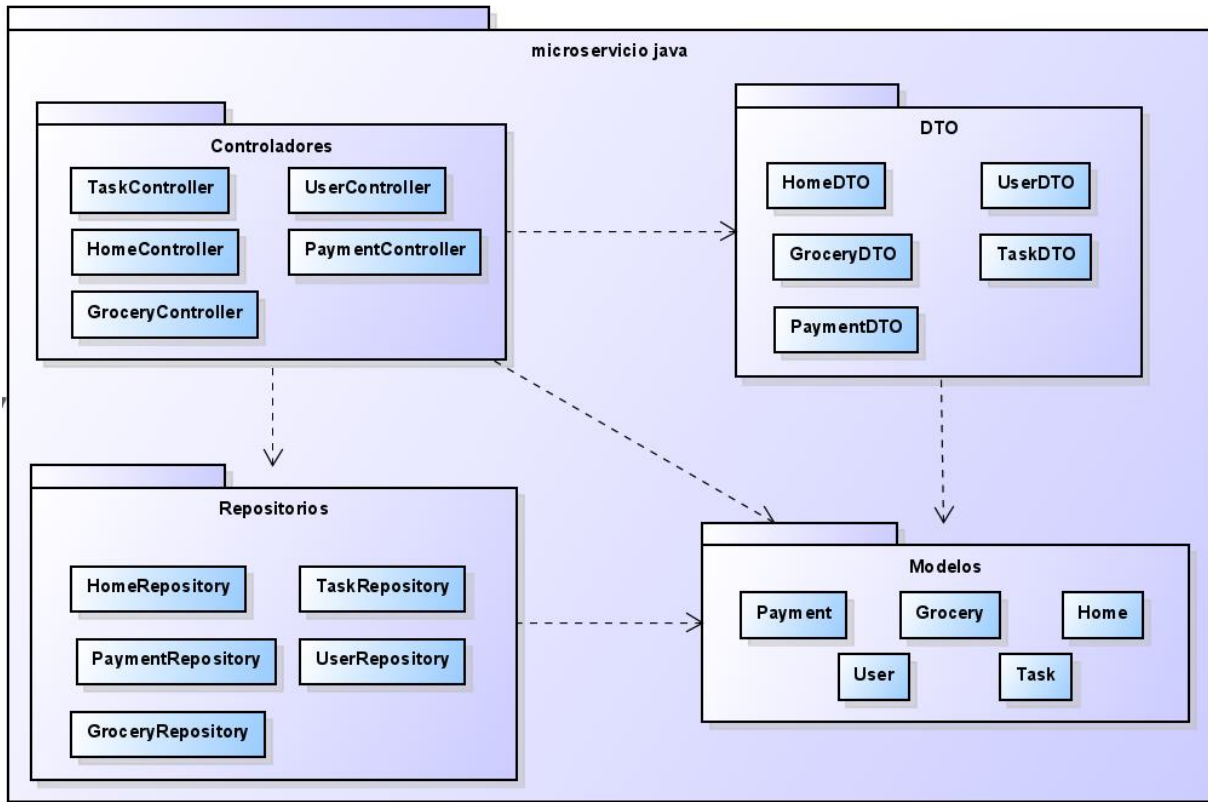 microservicio java
Controladores
TaskController
UserController
HomeController
PaymentController
GroceryController
DTO
HomeDTO
UserDTO
GroceryDTO
TaskDTO
PaymentDTO
Repositorios
HomeRepository
TaskRepository
PaymentRepository
UserRepository
GroceryRepository
Modelos
Payment
Grocery
Home
User
Task